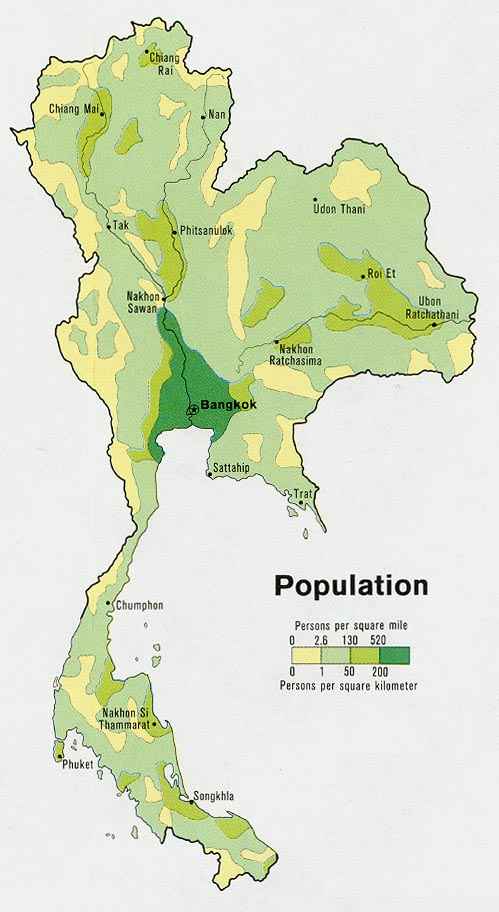 Chiang
Rai
Chiang Mai
Nan
Udon Thani
Tak
Phitsanulok
Roi Et
Nakhon
Sawan
Ubon
Ratchathani
Nakhon
Ratchasima
Bangkok
Sattahip
Trat
Population
Persons per square mile
0 2.6 130 520
0 1 50 200
Persons per square kilometer
Chumphon
Nakhon Si
Thammarat
Phuket
Songkhla